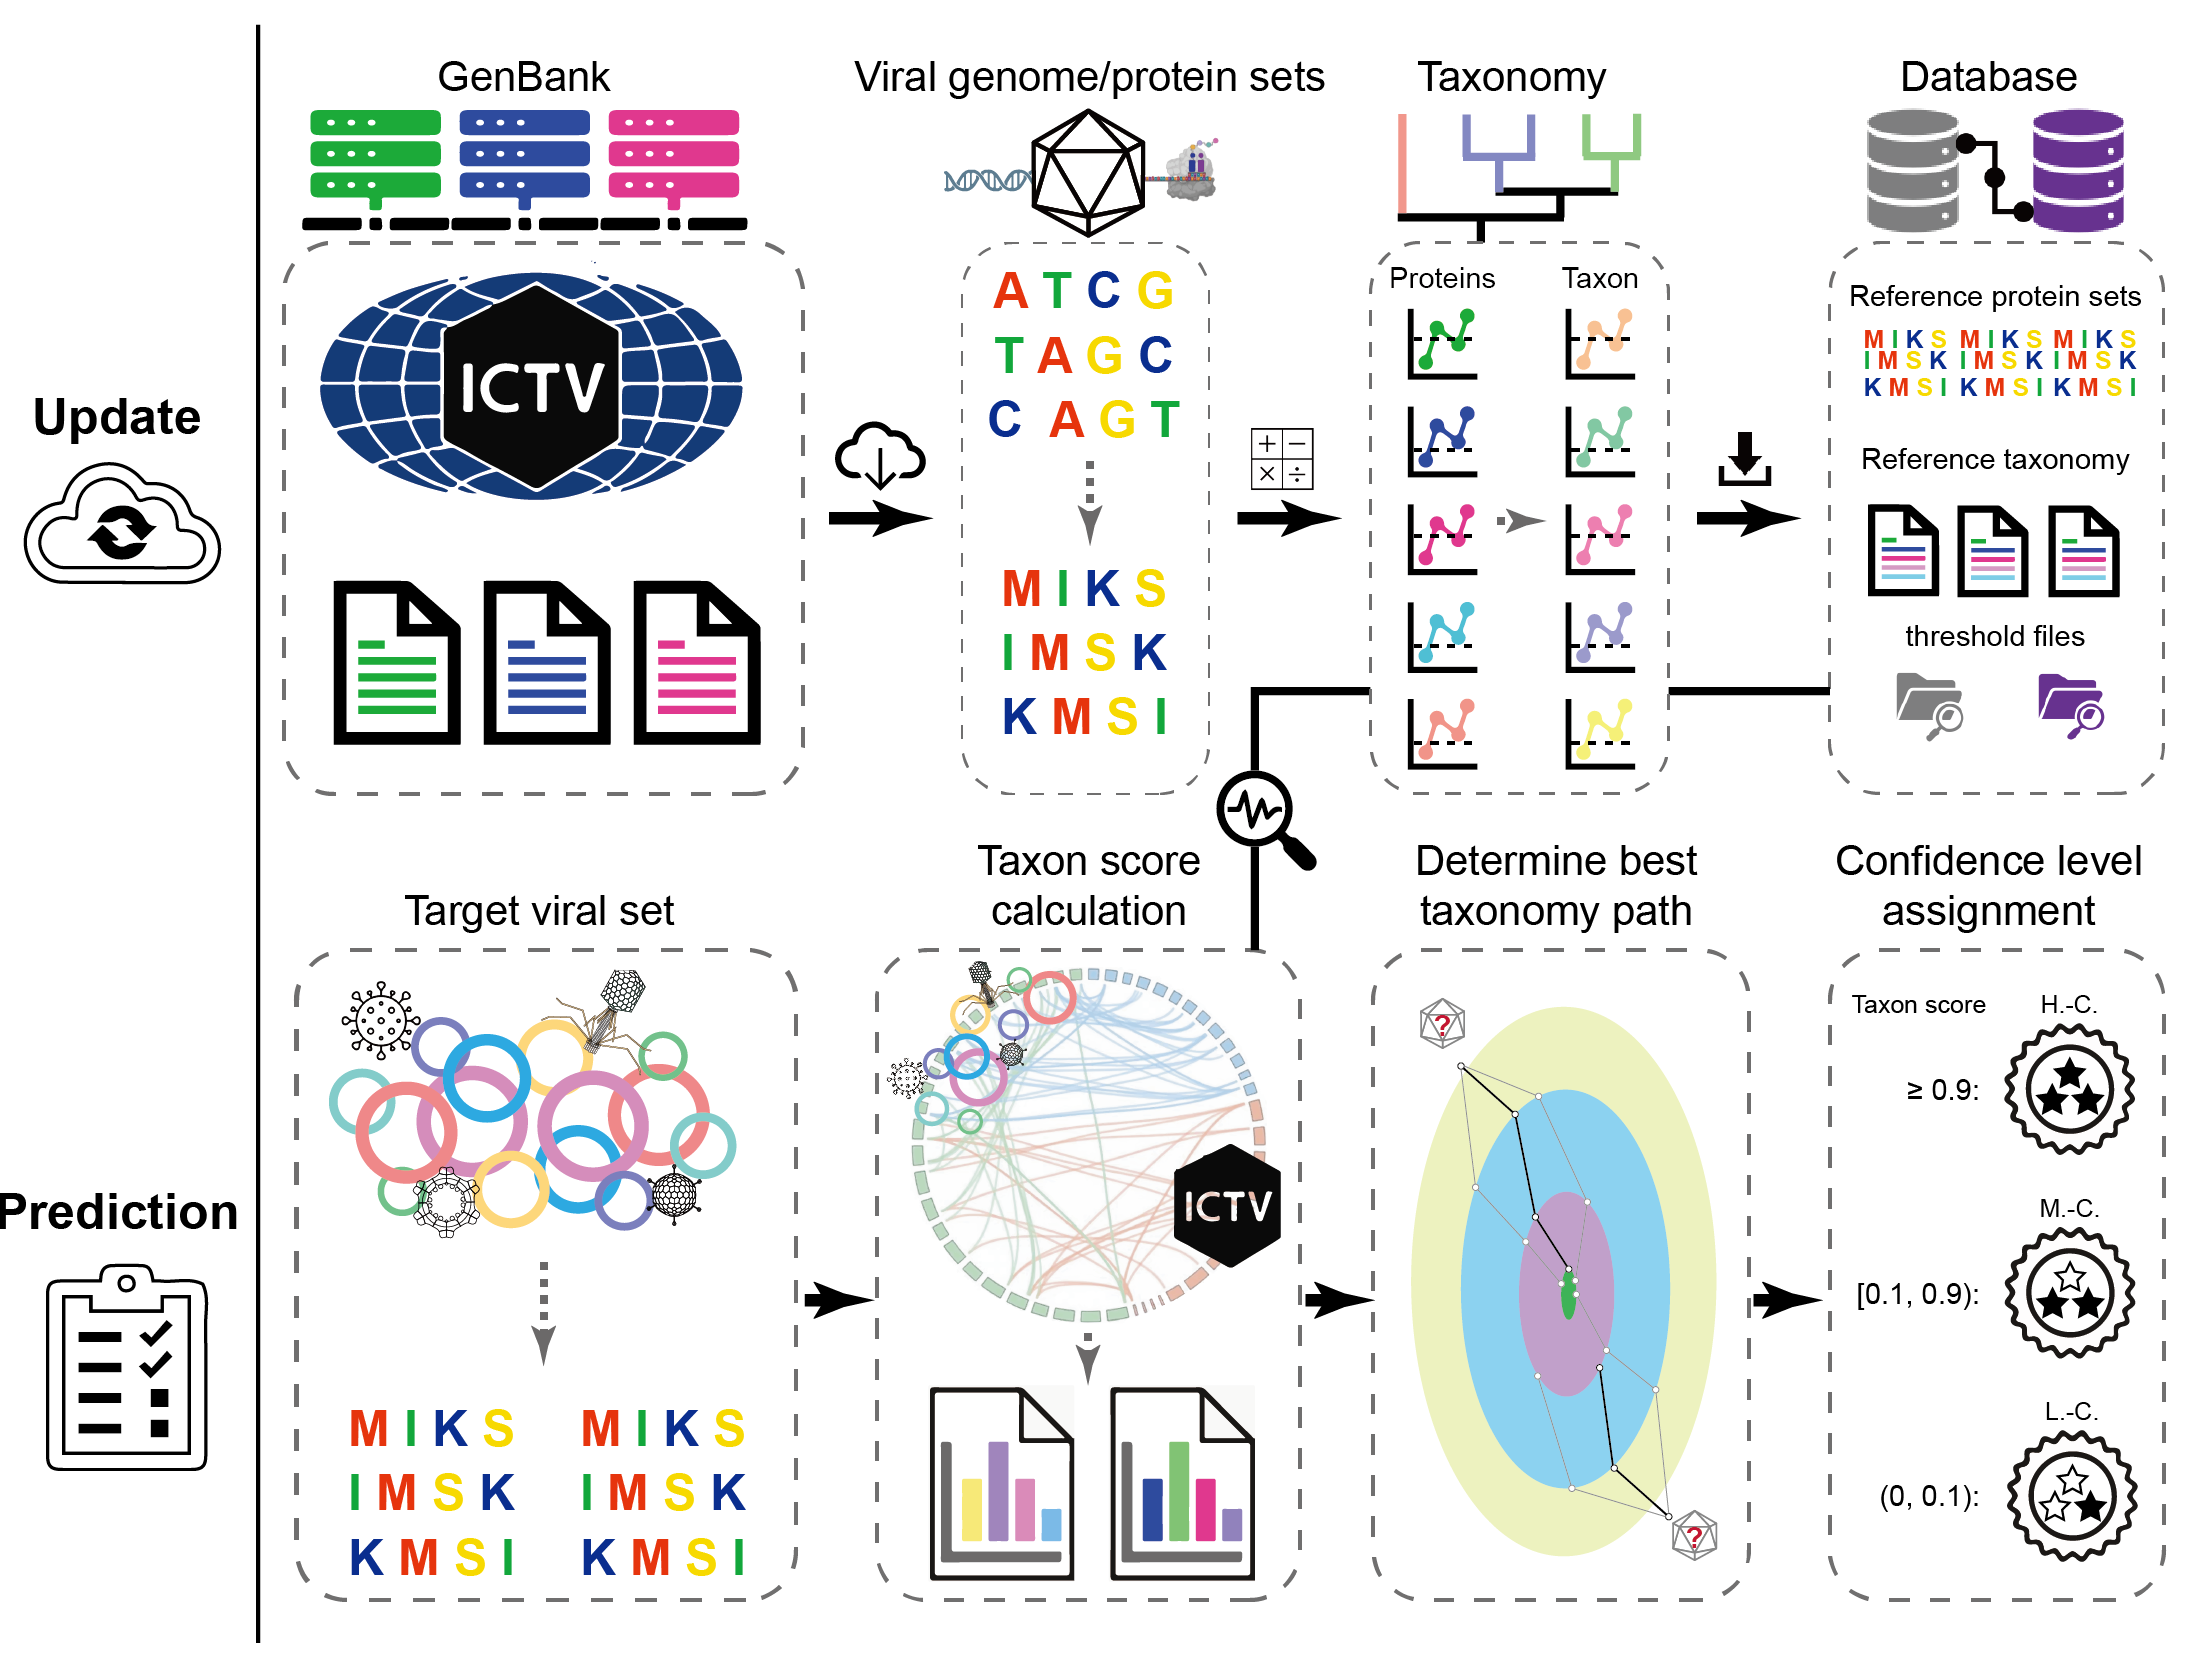 GenBank
Viral genome/protein sets
Taxonomy
Database
Update
ICTV
A T C G
T A G C
C A G T
M I K S
I M S K
K M S I
Proteins
Taxon
+ −
× ÷
Reference protein sets
M I K S M I K S M I K S
I M S K I M S K I M S K
K M S I K M S I K M S I
Reference taxonomy
threshold files
Prediction
Target viral set
M I K S M I K S
I M S K I M S K
K M S I K M S I
Taxon score
calculation
ICTV
Determine best
taxonomy path
?
?
Confidence level
assignment
Taxon score
H.-C.
≥ 0.9:
M.-C.
[0.1, 0.9):
L.-C.
(0, 0.1):